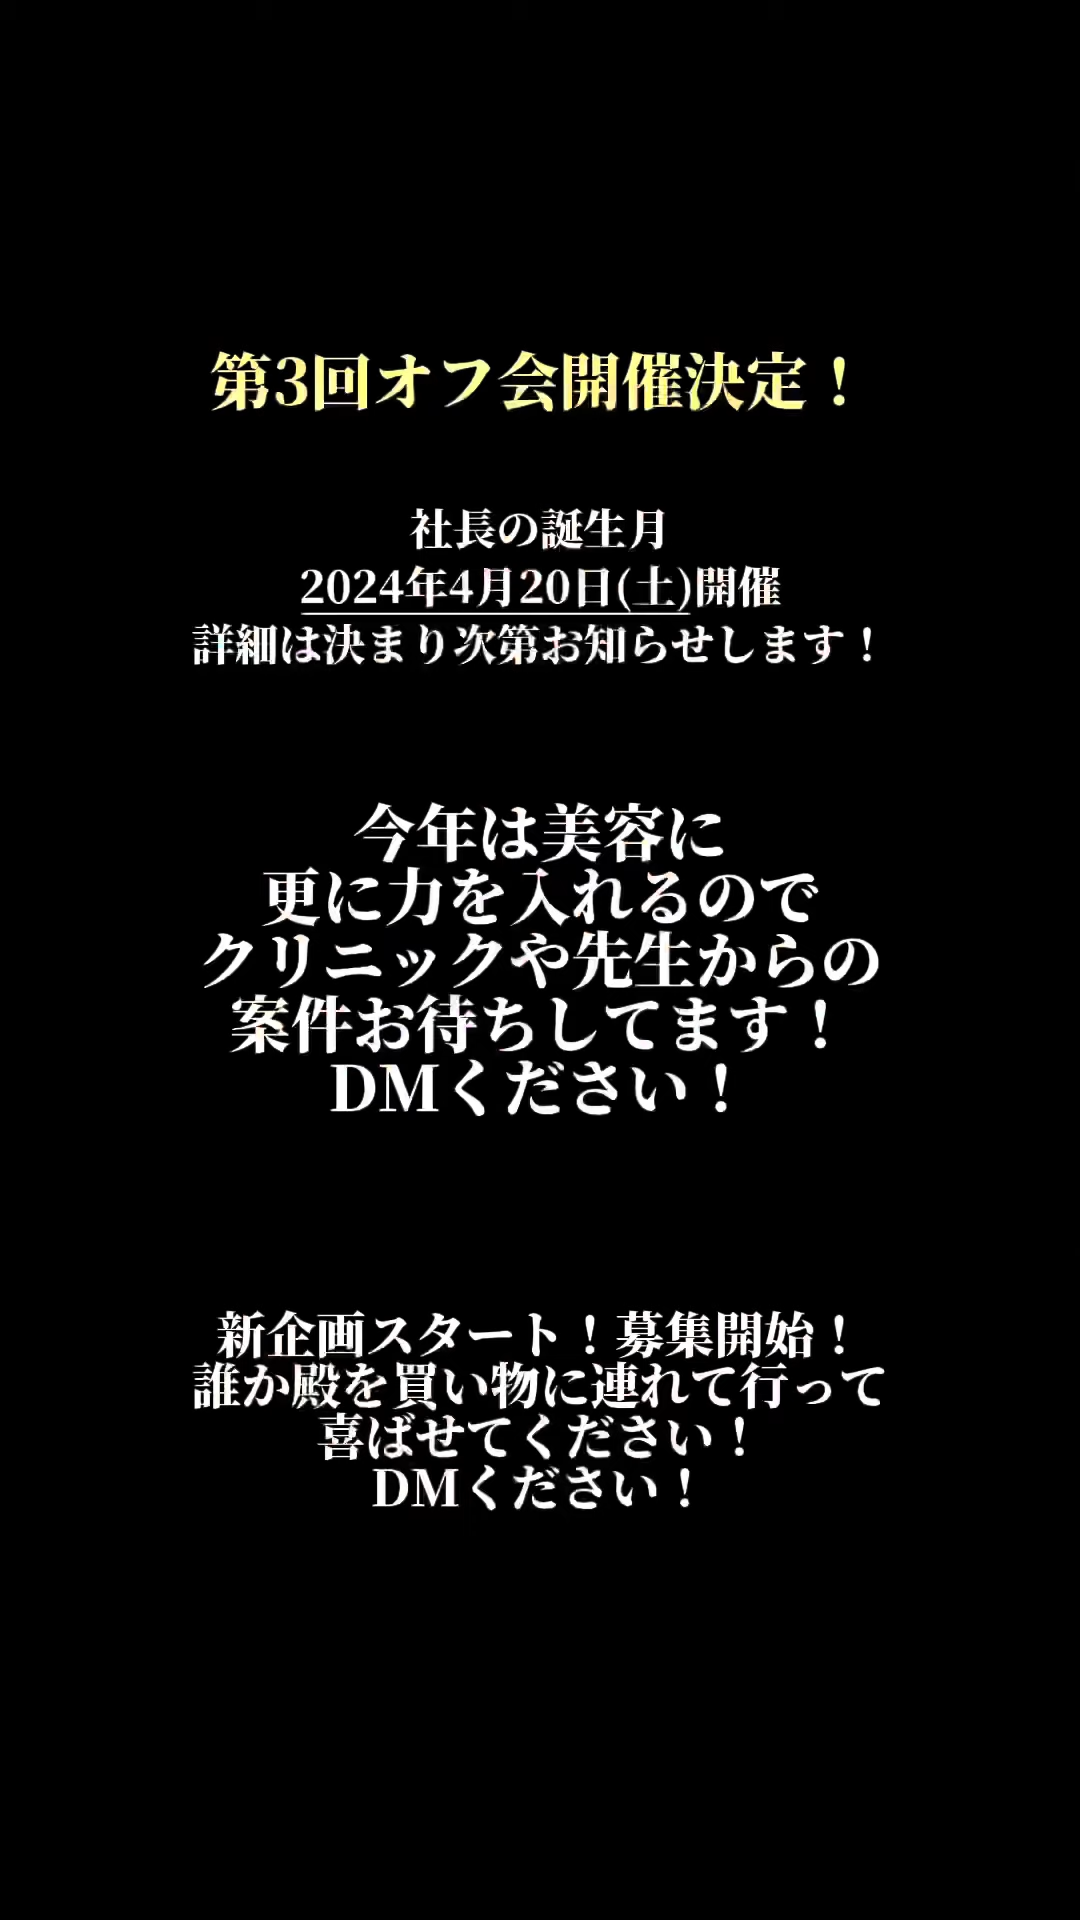 第3回オフ会開催決定！
社長の誕生月
2024年4月20日(土)開催
詳細は決まり次第お知らせします！
今年は美容に
更に力を入れるので
クリニックや先生からの
案件お待ちしてます！
DMください！
新企画スタート！募集開始！
誰か殿を買い物に連れて行って
喜ばせてください！
DMください！